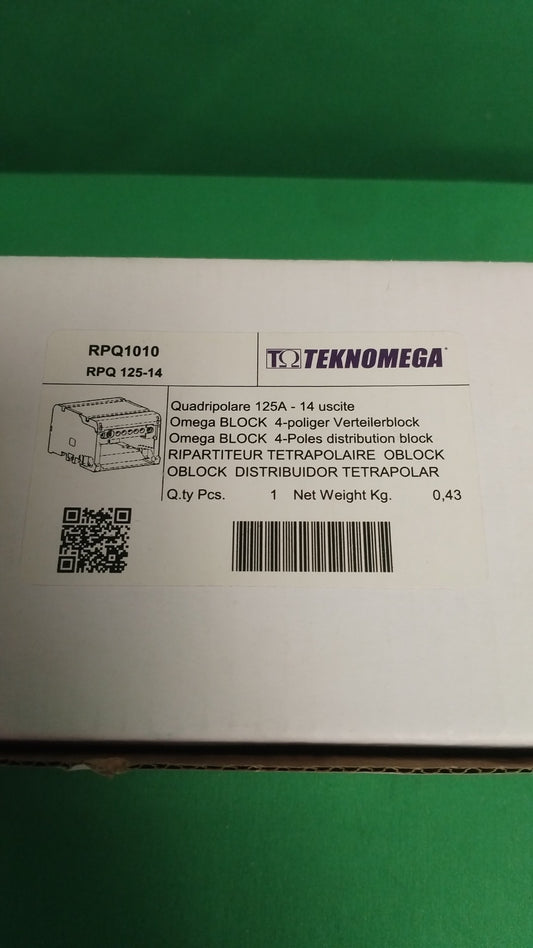 RPQ1010
RPQ 125-14
TΩ TEKNOMEGA
Quadripolare 125A - 14 uscite
Omega BLOCK 4-poliger Verteilerblock
Omega BLOCK 4-Poles distribution block
RIPARTITEUR TETRAPOLAIRE OBLOCK
OBLOCK DISTRIBUIDOR TETRAPOLAR
Q.ty Pcs. 1 Net Weight Kg. 0,43